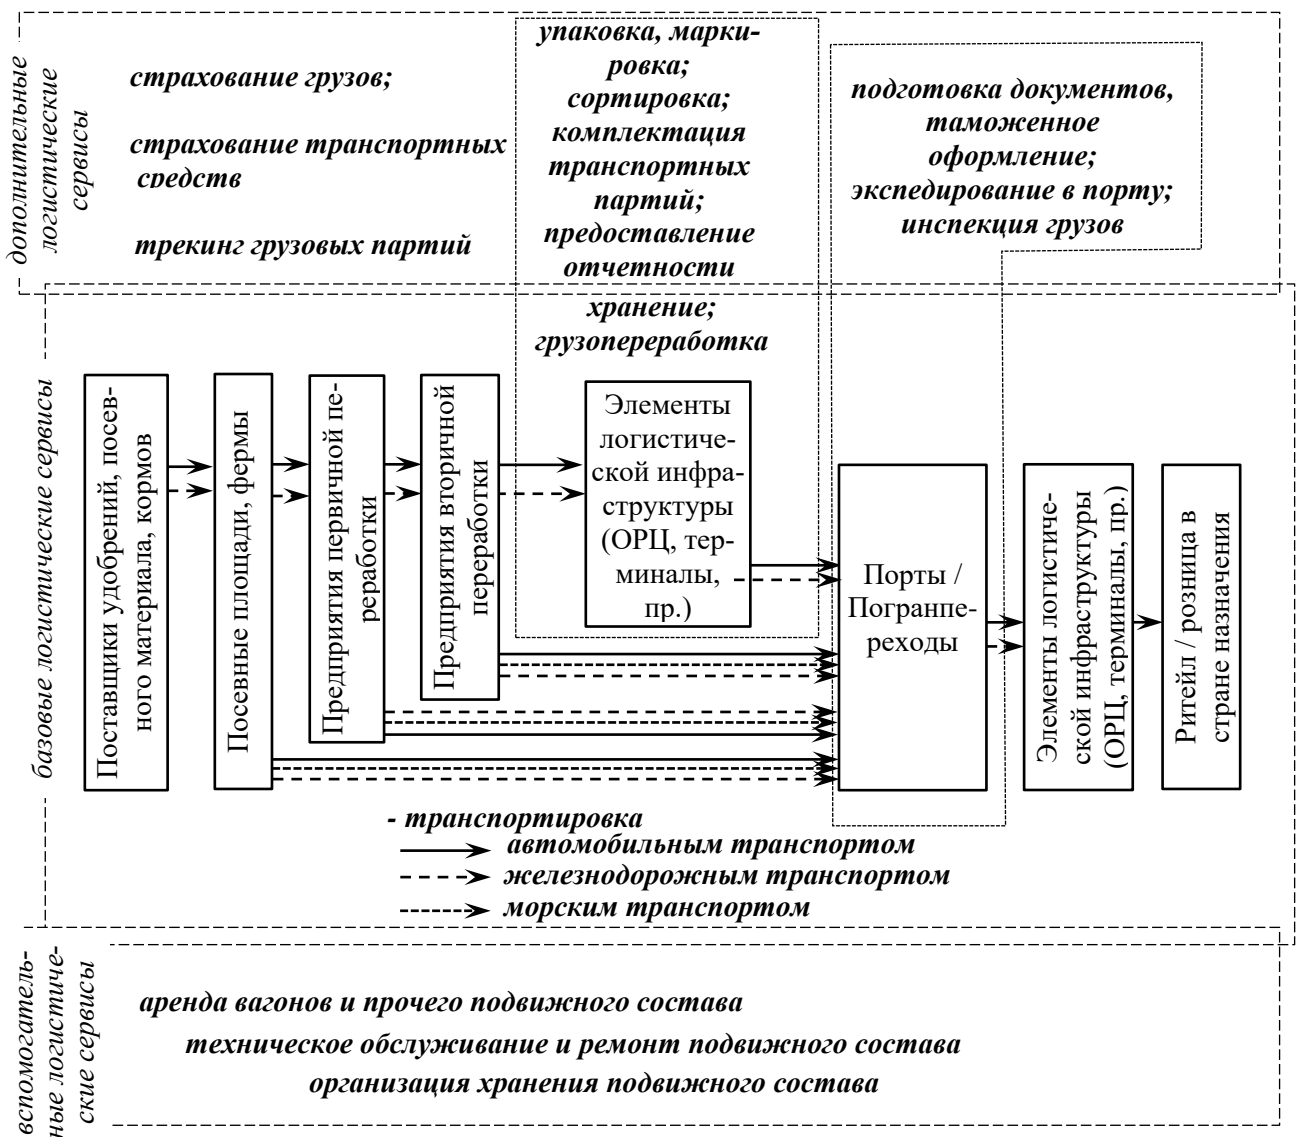 дополнительные
логистические
сервисы
страхование грузов;
страхование транспортных
средств
трекинг грузовых партий
упаковка, марки-
ровка;
сортировка;
комплектация
транспортных
партий;
предоставление
отчетности
хранение;
грузопереработка
подготовка документов,
таможенное
оформление;
экспедирование в порту;
инспекция грузов
базовые логистические сервисы
Поставщики удобрений, посев-
ного материала, кормов
Посевные площади, фермы
Предприятия первичной пе-
реработки
Предприятия вторичной
переработки
Элементы
логистиче-
ской инфра-
структуры
(ОРЦ, тер-
миналы,
пр.)
Порты /
Погранпе-
реходы
Элементы логистиче-
ской инфраструктуры
(ОРЦ, терминалы, пр.)
Ритейл / розница в
стране назначения
- транспортировка
автомобильным транспортом
железнодорожным транспортом
морским транспортом
вспомогатель-
ные логистиче-
ские сервисы
аренда вагонов и прочего подвижного состава
техническое обслуживание и ремонт подвижного состава
организация хранения подвижного состава